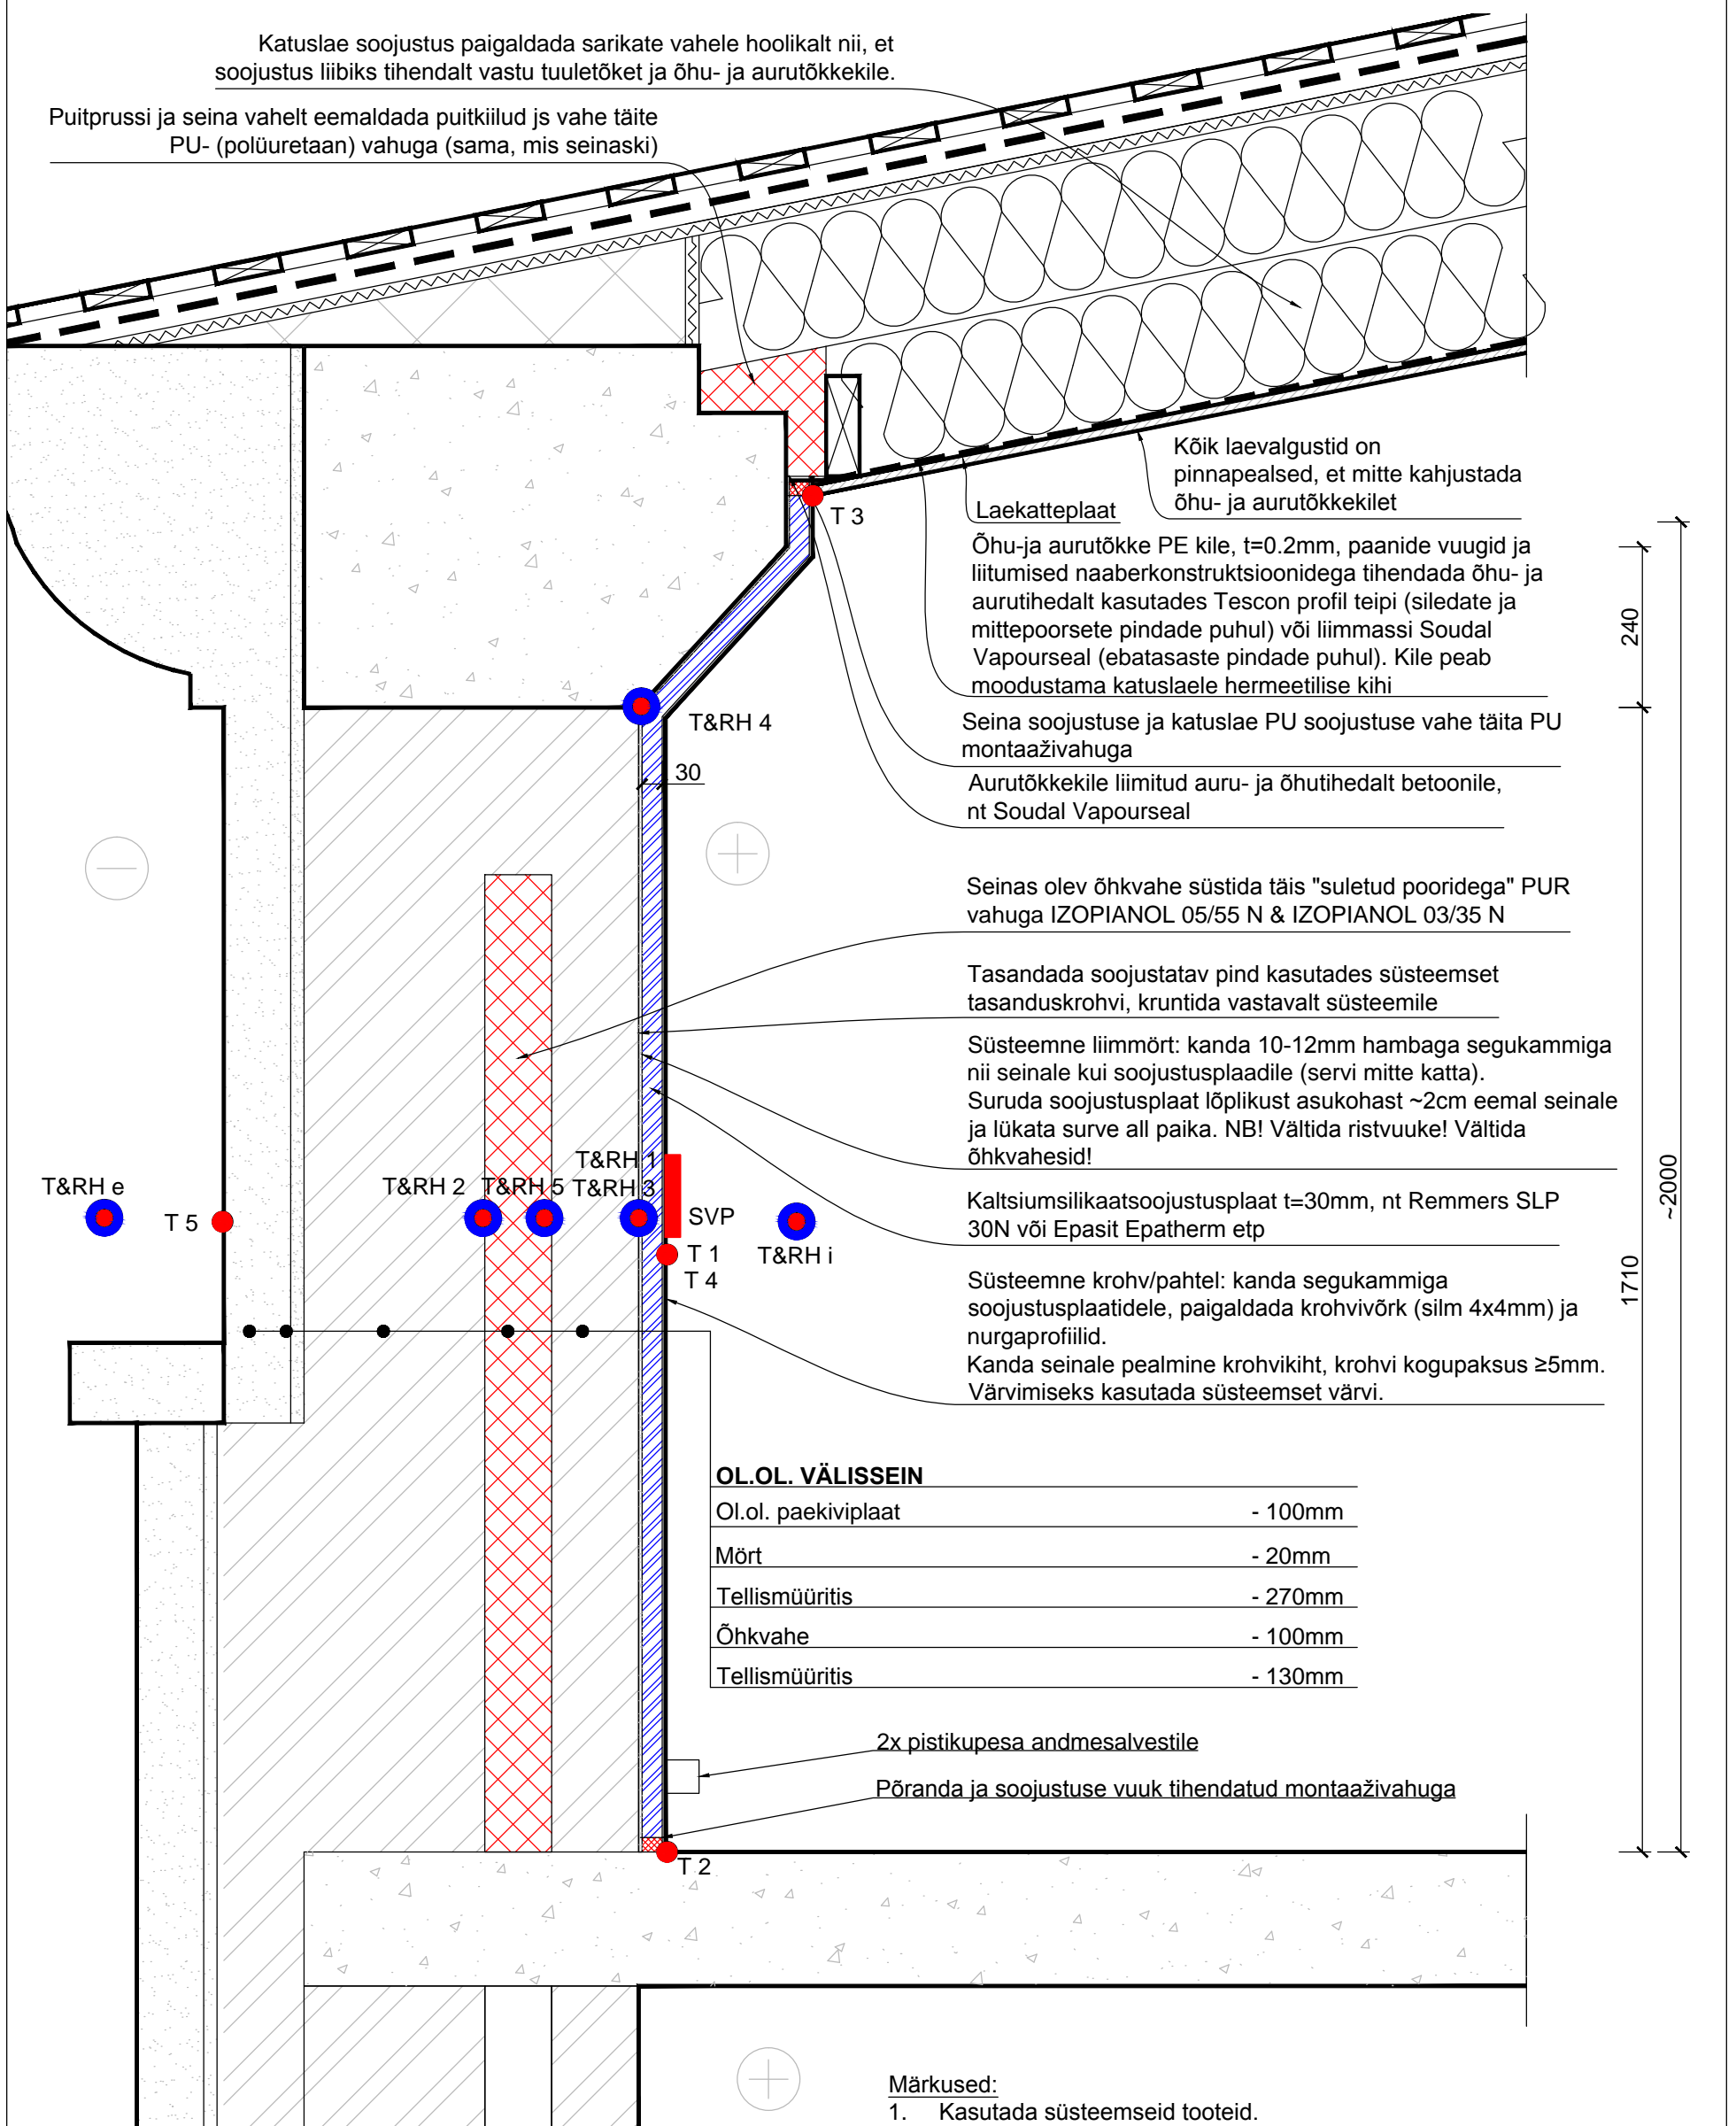 Katuslae soojustus paigaldada sarikate vahele hoolikalt nii, et
soojustus liibiks tihendalt vastu tuuletõket ja õhu- ja aurutõkkekile.
Puitprussi ja seina vahelt eemaldada puitkiilud js vahe täite
PU- (polüuretaan) vahuga (sama, mis seinaski)
Kõik laevalgustid on
pinnapealsed, et mitte kahjustada
õhu- ja aurutõkkekilet
T 3
Laekatteplaat
Õhu-ja aurutõkke PE kile, t=0.2mm, paanide vuugid ja
liitumised naaberkonstruktsioonidega tihendada õhu- ja
aurutihedalt kasutades Tescon profil teipi (siledate ja
mittepoorsete pindade puhul) või liimmassi Soudal
Vapourseal (ebatasaste pindade puhul). Kile peab
moodustama katuslaele hermeetilise kihi
240
T&RH 4
Seina soojustuse ja katuslae PU soojustuse vahe täita PU
montaaživahuga
30
Aurutõkkekile liimitud auru- ja õhutihedalt betoonile,
nt Soudal Vapourseal
Seinas olev õhkvahe süstida täis "suletud pooridega" PUR
vahuga IZOPIANOL 05/55 N & IZOPIANOL 03/35 N
Tasandada soojustatav pind kasutades süsteemset
tasanduskrohvi, kruntida vastavalt süsteemile
Süsteemne liimmört: kanda 10-12mm hambaga segukammiga
nii seinale kui soojustusplaadile (servi mitte katta).
Suruda soojustusplaat lõplikust asukohast ~2cm eemal seinale
ja lükata surve all paika. NB! Vältida ristvuuke! Vältida
õhkvahesid!
~2000
T&RH e
T 5
T&RH 2
T&RH 5
T&RH 1
T&RH 3
SVP
T 1
T 4
T&RH i
Kaltsiumsilikaatsoojustusplaat t=30mm, nt Remmers SLP
30N või Epasit Epatherm etp
1710
Süsteemne krohv/pahtel: kanda segukammiga
soojustusplaatidele, paigaldada krohvivõrk (silm 4x4mm) ja
nurgaprofiilid.
Kanda seinale pealmine krohvikiht, krohvi kogupaksus ≥5mm.
Värvimiseks kasutada süsteemset värvi.
OL.OL. VÄLISSEIN
Ol.ol. paekiviplaat - 100mm
Mört - 20mm
Tellismüüritis - 270mm
Õhkvahe - 100mm
Tellismüüritis - 130mm
2x pistikupesa andmesalvestile
Põranda ja soojustuse vuuk tihendatud montaaživahuga
T 2
Märkused:
1. Kasutada süsteemseid tooteid.